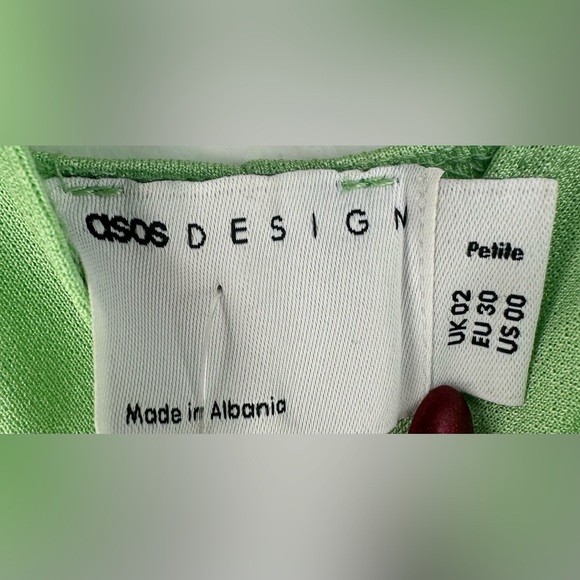 asos DESIGN
Made in Albania
Petite
UK 02
EU 30
US 00